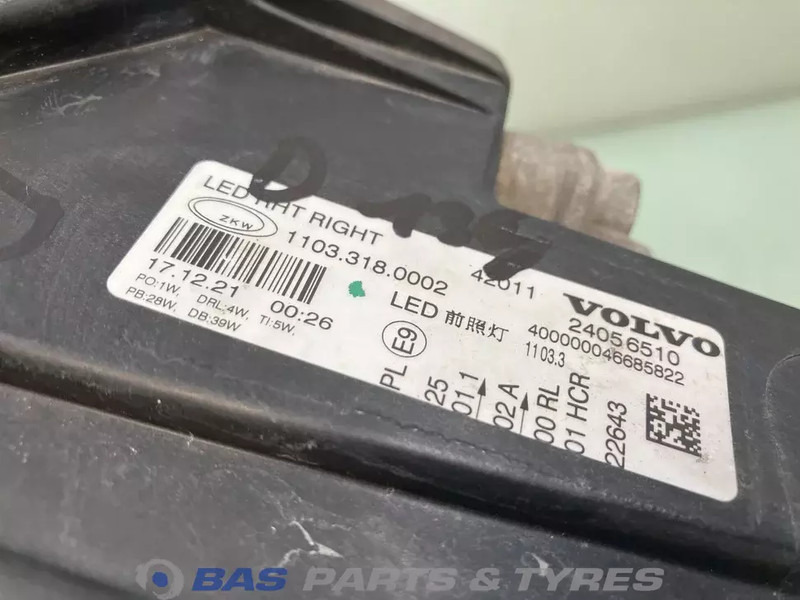 LED RHT RIGHT
ZKW
1103.318.0002
42011
VOLVO
17.12.21 00:26
LED 前照灯
24056510
PO:1W, DRL:4W, TI:5W,
PB:28W, DB:39W
E9
1103.3
400000046685822
PL
25
01 1
02 A
00 RL
01 HCR
22643
BAS PARTS & TYRES